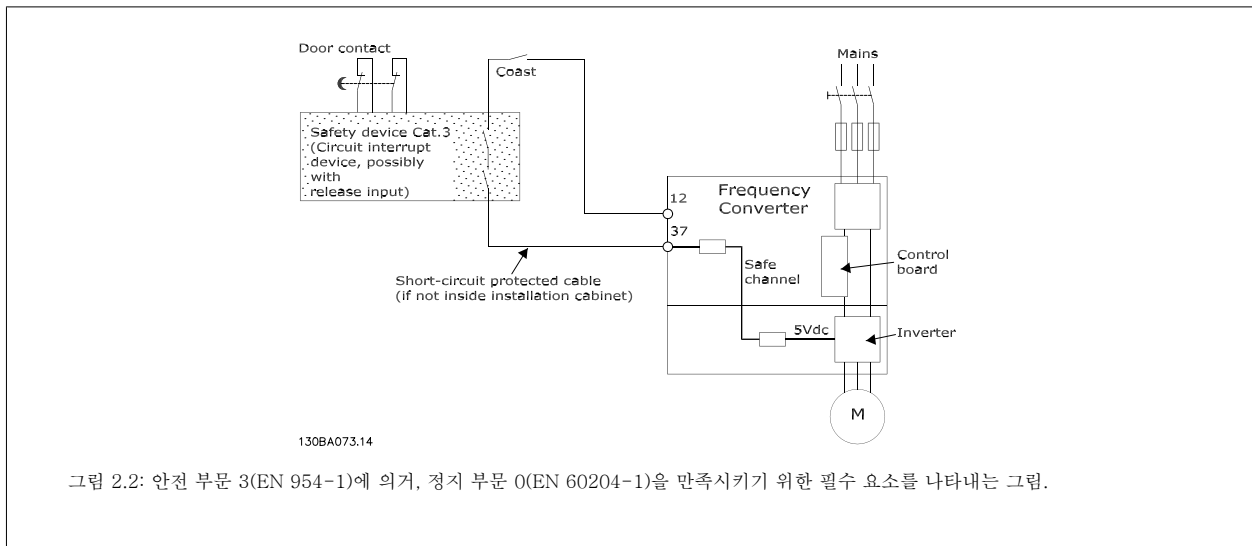 Door contact
Coast
Mains
Safety device Cat.3
(Circuit interrupt
device, possibly
with
release input)
12
Frequency
Converter
37
Safe
channel
Control
board
Short-circuit protected cable
(if not inside installation cabinet)
5Vdc
Inverter
M
130BA073.14
그림 2.2: 안전 부문 3(EN 954-1)에 의거, 정지 부문 0(EN 60204-1)을 만족시키기 위한 필수 요소를 나타내는 그림.